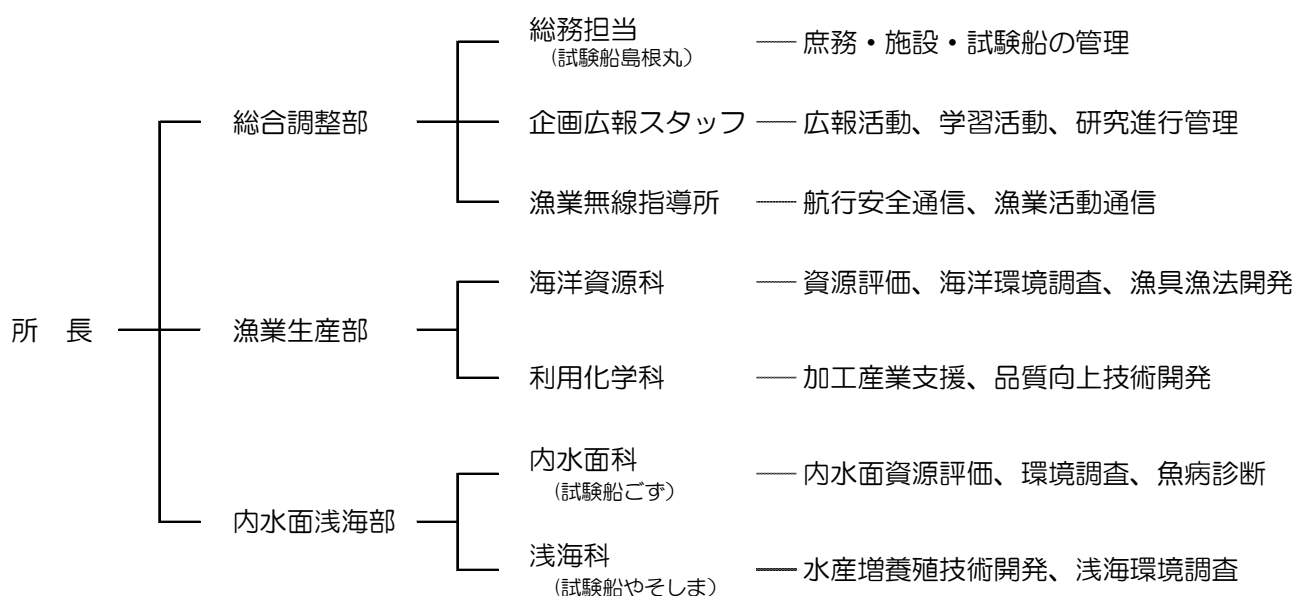 所　長
総合調整部
総務担当
（試験船島根丸）
庶務・施設・試験船の管理
企画広報スタッフ
広報活動、学習活動、研究進行管理
漁業無線指導所
航行安全通信、漁業活動通信
漁業生産部
海洋資源科
資源評価、海洋環境調査、漁具漁法開発
利用化学科
加工産業支援、品質向上技術開発
内水面浅海部
内水面科
（試験船ごず）
内水面資源評価、環境調査、魚病診断
浅海科
（試験船やそしま）
水産増養殖技術開発、浅海環境調査